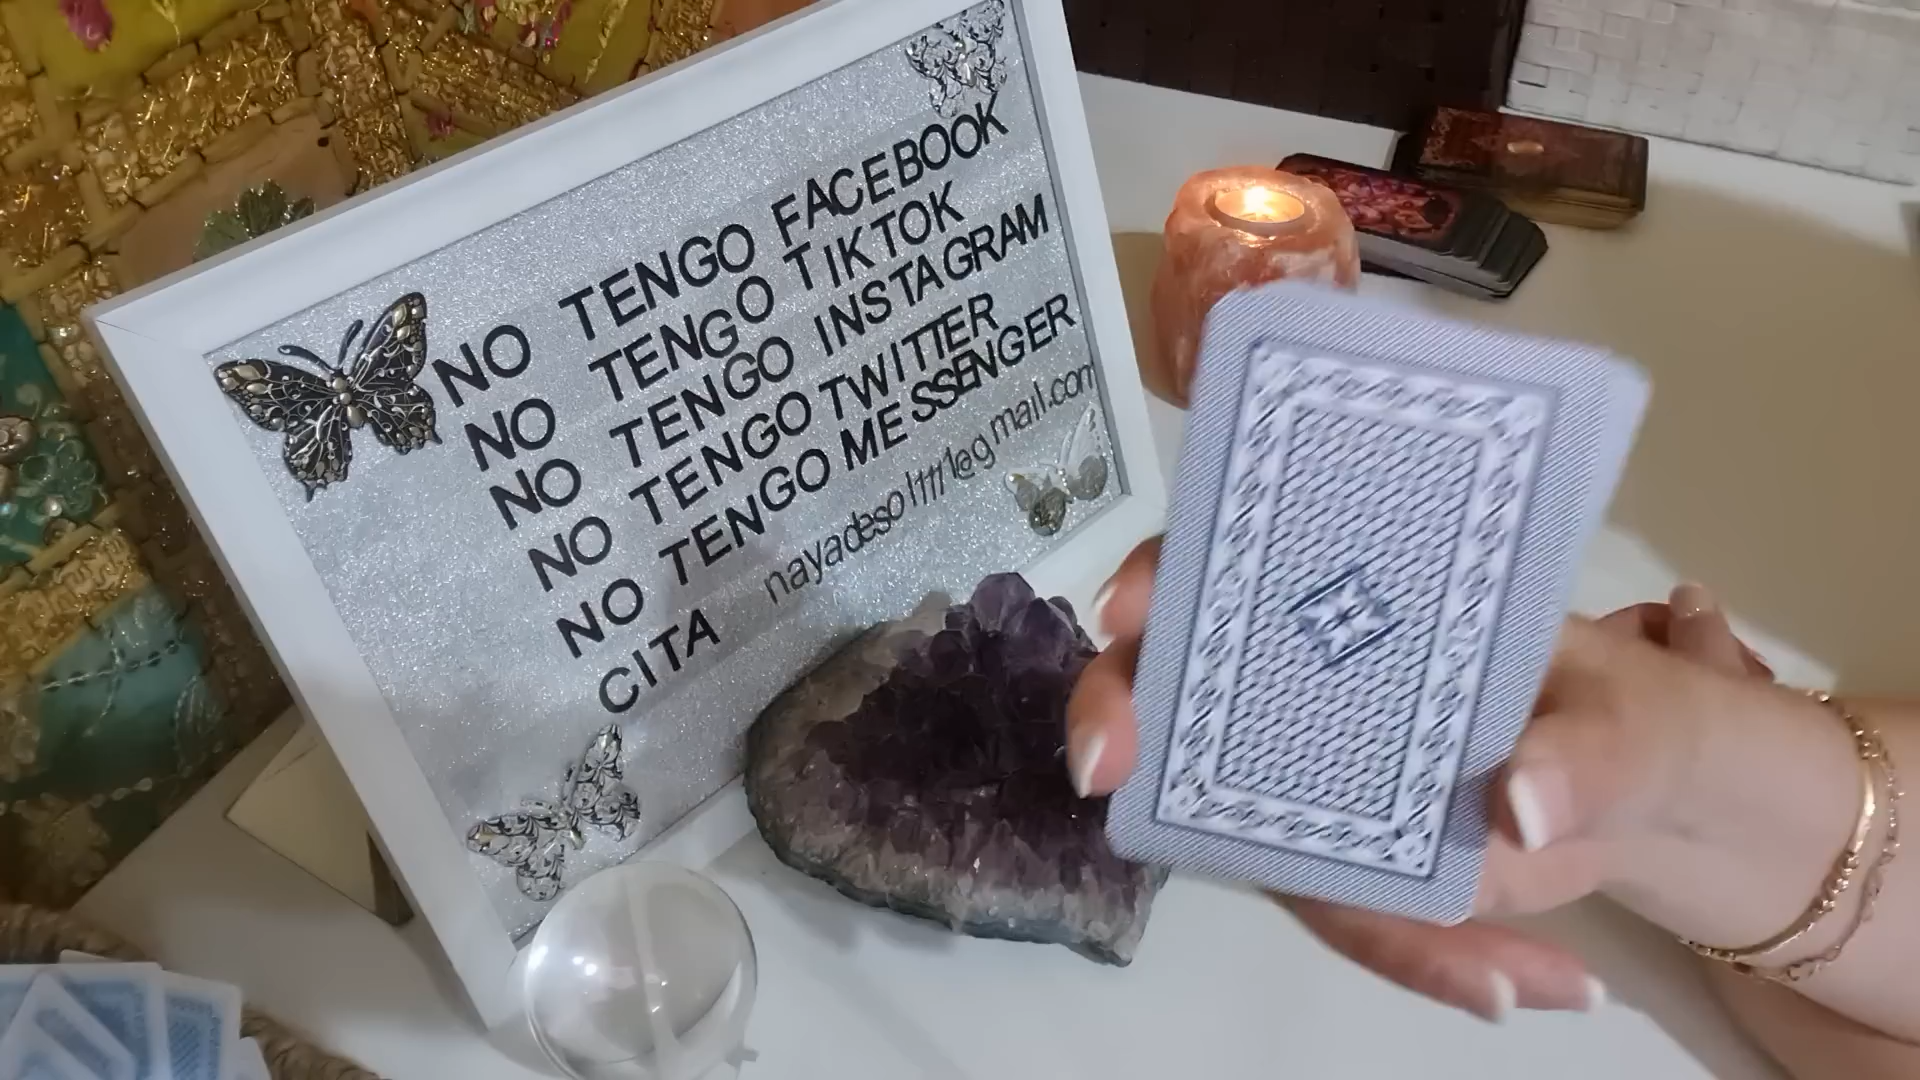 NO TENGO FACEBOOK
NO TENGO TIKTOK
NO TENGO INSTAGRAM
NO TENGO TWITTER
NO TENGO MESSENGER
CITA